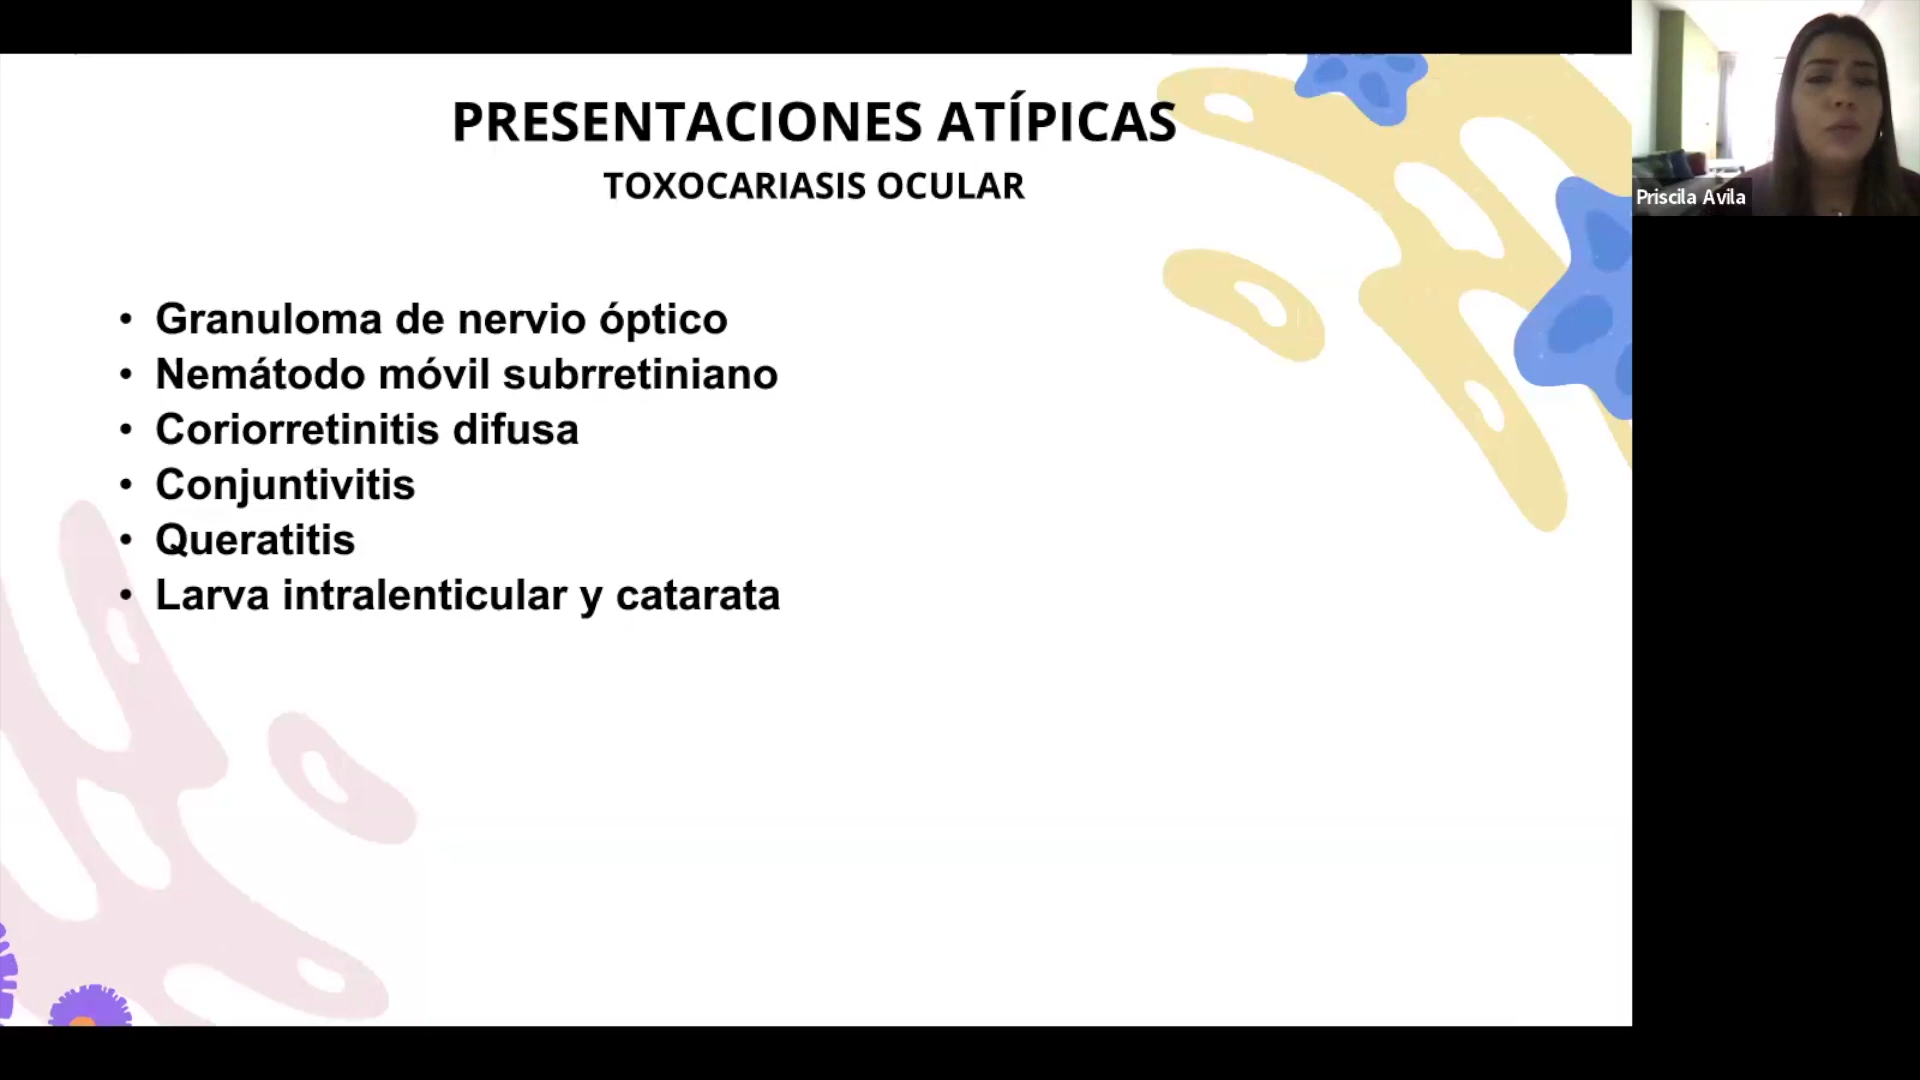 PRESENTACIONES ATÍPICAS
TOXOCARIASIS OCULAR
• Granuloma de nervio óptico
• Nemátodo móvil subrretiniano
• Coriorretinitis difusa
• Conjuntivitis
• Queratitis
• Larva intralenticular y catarata
Priscila Avila